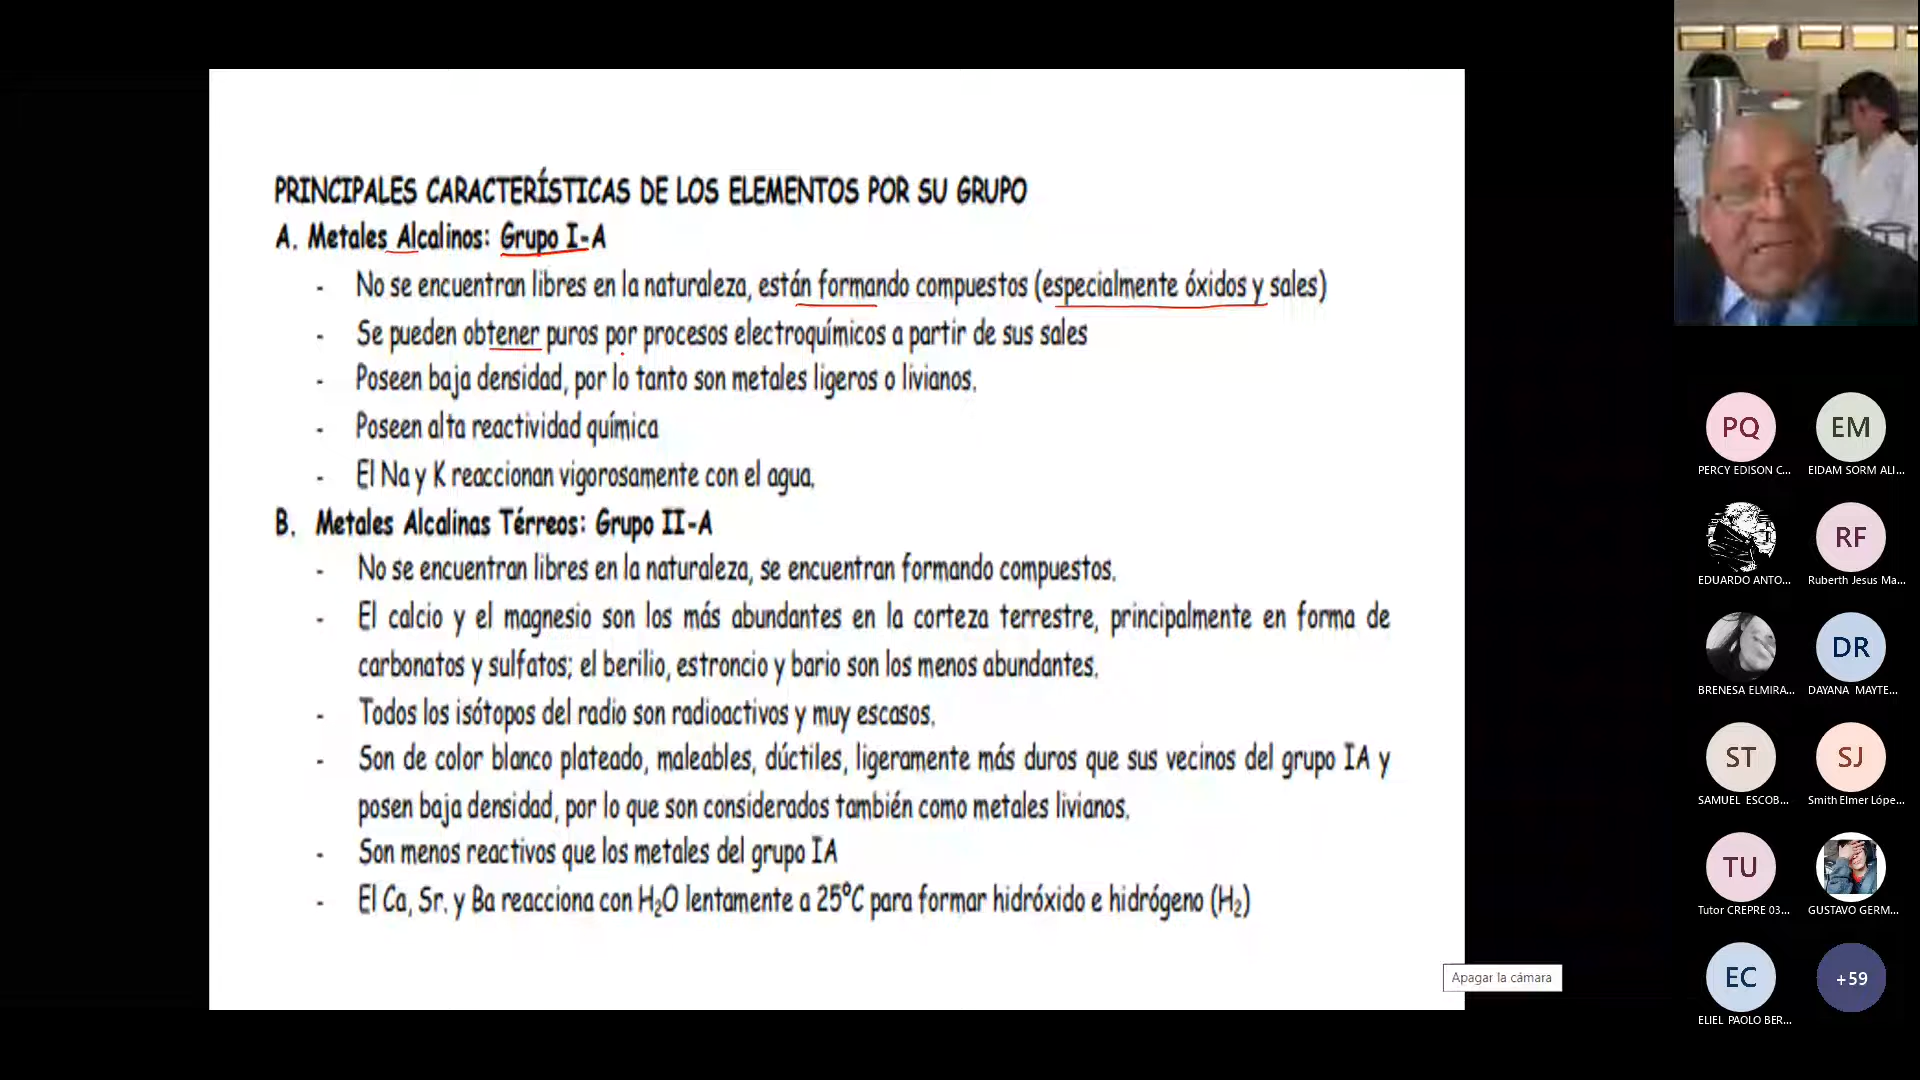 PRINCIPALES CARACTERÍSTICAS DE LOS ELEMENTOS POR SU GRUPO
A. Metales Alcalinos: Grupo I-A
- No se encuentran libres en la naturaleza, están formando compuestos (especialmente óxidos y sales)
- Se pueden obtener puros por procesos electroquímicos a partir de sus sales
- Poseen baja densidad, por lo tanto son metales ligeros o livianos.
- Poseen alta reactividad química
- El Na y K reaccionan vigorosamente con el agua.
B. Metales Alcalinas Térreos: Grupo II-A
- No se encuentran libres en la naturaleza, se encuentran formando compuestos.
- El calcio y el magnesio son los más abundantes en la corteza terrestre, principalmente en forma de
carbonatos y sulfatos; el berilio, estroncio y bario son los menos abundantes.
- Todos los isótopos del radio son radioactivos y muy escasos.
- Son de color blanco plateado, maleables, dúctiles, ligeramente más duros que sus vecinos del grupo IA y
posen baja densidad, por lo que son considerados también como metales livianos.
- Son menos reactivos que los metales del grupo IA
- El Ca, Sr. y Ba reacciona con H₂O lentamente a 25°C para formar hidróxido e hidrógeno (H₂)
Apagar la cámara
PQ EM
PERCY EDISON C... EIDAM SORM ALI...
RF
EDUARDO ANTO... Ruberth Jesus Ma...
DR
BRENESA ELMIRA... DAYANA MAYTE...
ST SJ
SAMUEL ESCOB... Smith Elmer Lópe...
TU
Tutor CREPRE 03... GUSTAVO GERM...
EC +59
ELIEL PAOLO BER...